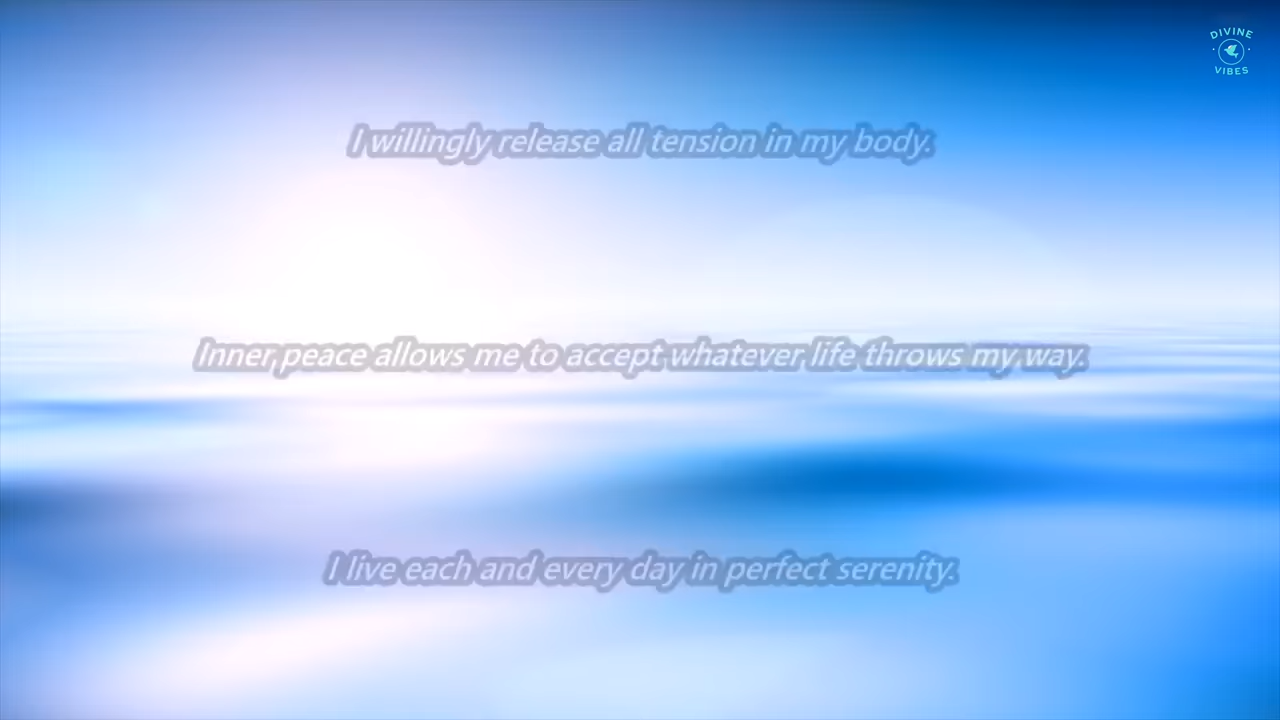 DIVINE
VIBES
I willingly release all tension in my body.
Inner peace allows me to accept whatever life throws my way.
I live each and every day in perfect serenity.